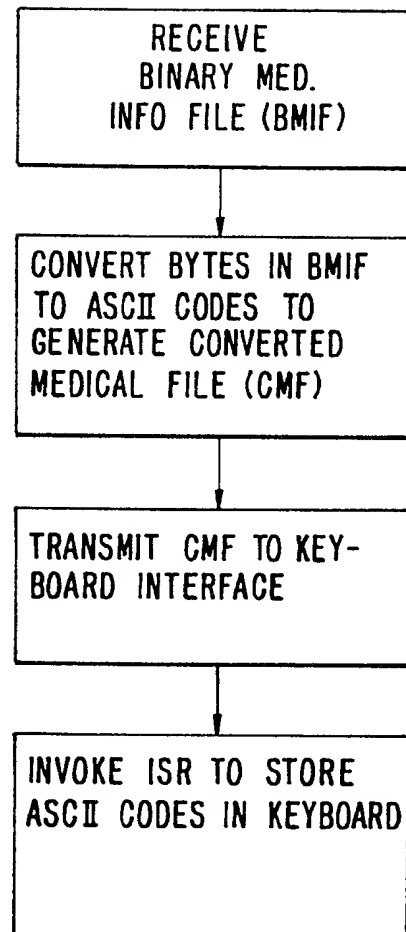 RECEIVE
BINARY MED.
INFO FILE (BMIF)
CONVERT BYTES IN BMIF
TO ASCII CODES TO
GENERATE CONVERTED
MEDICAL FILE (CMF)
TRANSMIT CMF TO KEY-
BOARD INTERFACE
INVOKE ISR TO STORE
ASCII CODES IN KEYBOARD